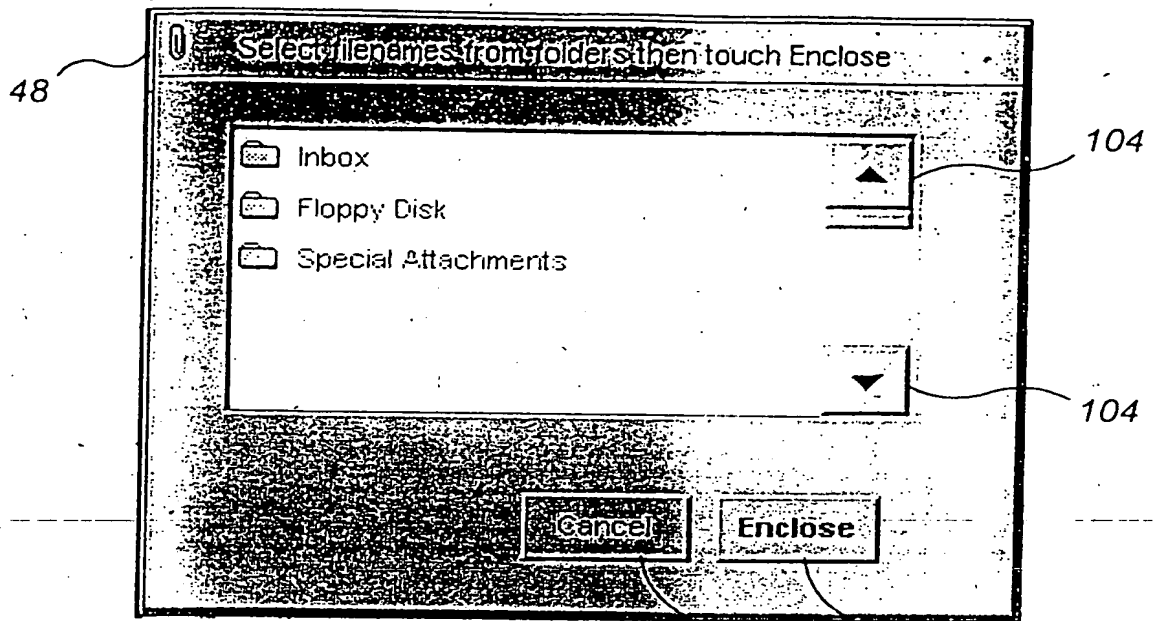 Select filenames from folders then touch Enclose
48
104
Inbox
Floppy Disk
Special Attachments
104
Cancel Enclose